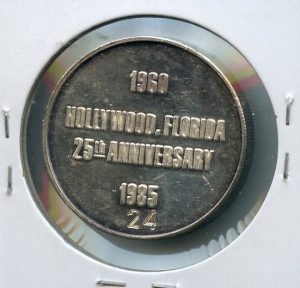 1960
HOLLYWOOD, FLORIDA
25th ANNIVERSARY
1985
24